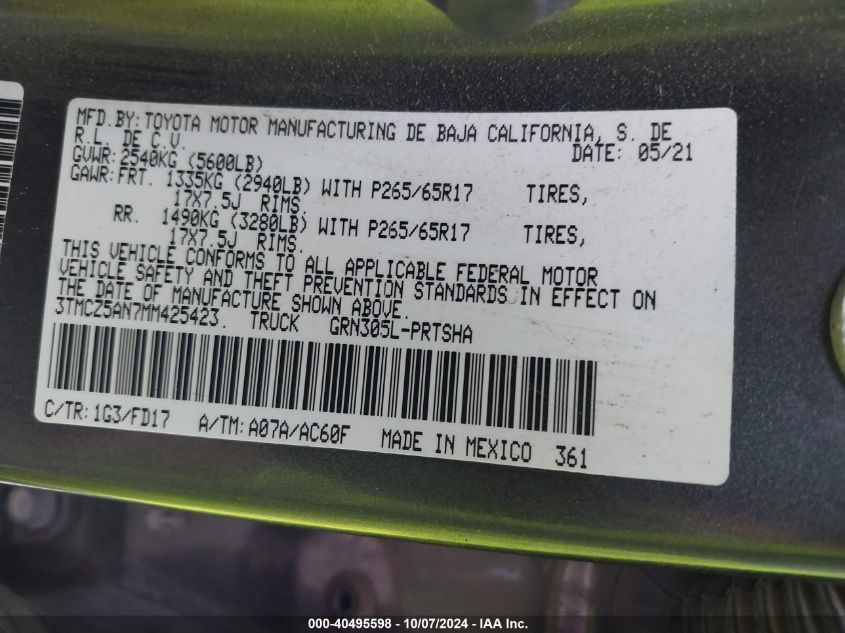 MFD.BY:TOYOTA MOTOR MANUFACTURING DE BAJA CALIFORNIA, S. DE
R.L. DE C.V. DATE: 05/21
GVWR:2540KG (5600LB)
GAWR:FRT. 1335KG (2940LB) WITH P265/65R17 TIRES,
17X7.5J RIMS.
RR. 1490KG (3280LB) WITH P265/65R17 TIRES,
17X7.5J RIMS.
THIS VEHICLE CONFORMS TO ALL APPLICABLE FEDERAL MOTOR
VEHICLE SAFETY AND THEFT PREVENTION STANDARDS IN EFFECT ON
THE DATE OF MANUFACTURE SHOWN ABOVE.
3TMCZ5AN7MM425423. TRUCK GRN305L-PRTSHA
C/TR:1G3/FD17 A/TM:A07A/AC60F MADE IN MEXICO 361
000-40495598 - 10/07/2024 - IAA Inc.